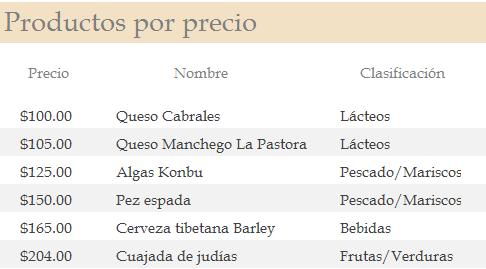 Productos por precio
Precio Nombre Clasificación
$100.00 Queso Cabrales Lácteos
$105.00 Queso Manchego La Pastora Lácteos
$125.00 Algas Konbu Pescado/Mariscos
$150.00 Pez espada Pescado/Mariscos
$165.00 Cerveza tibetana Barley Bebidas
$204.00 Cuajada de judías Frutas/Verduras